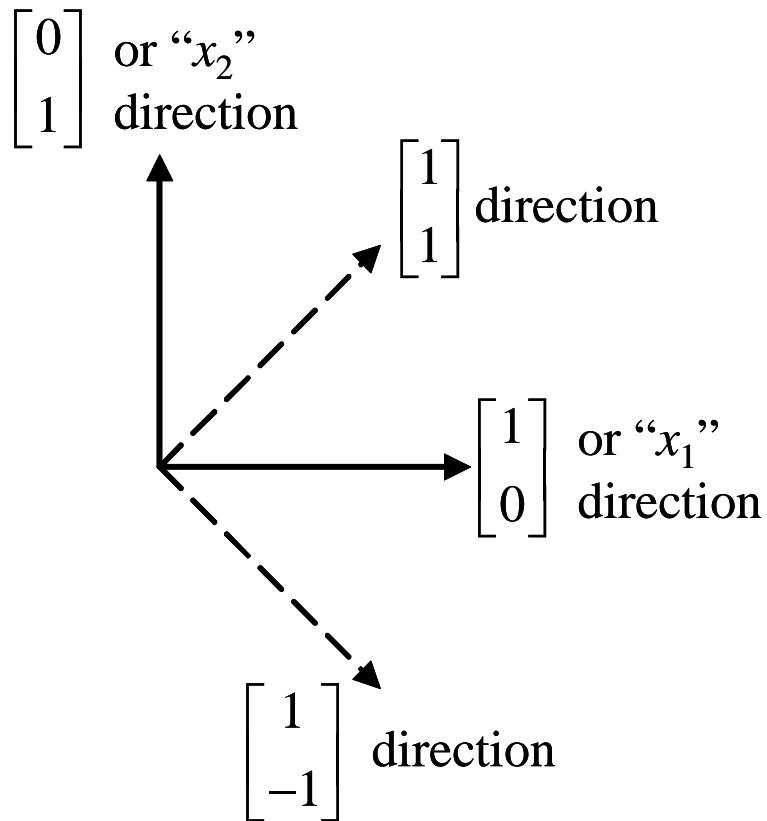 [0 1] or “x₂”
direction
[1 1] direction
[1 0] or “x₁”
direction
[1 −1] direction